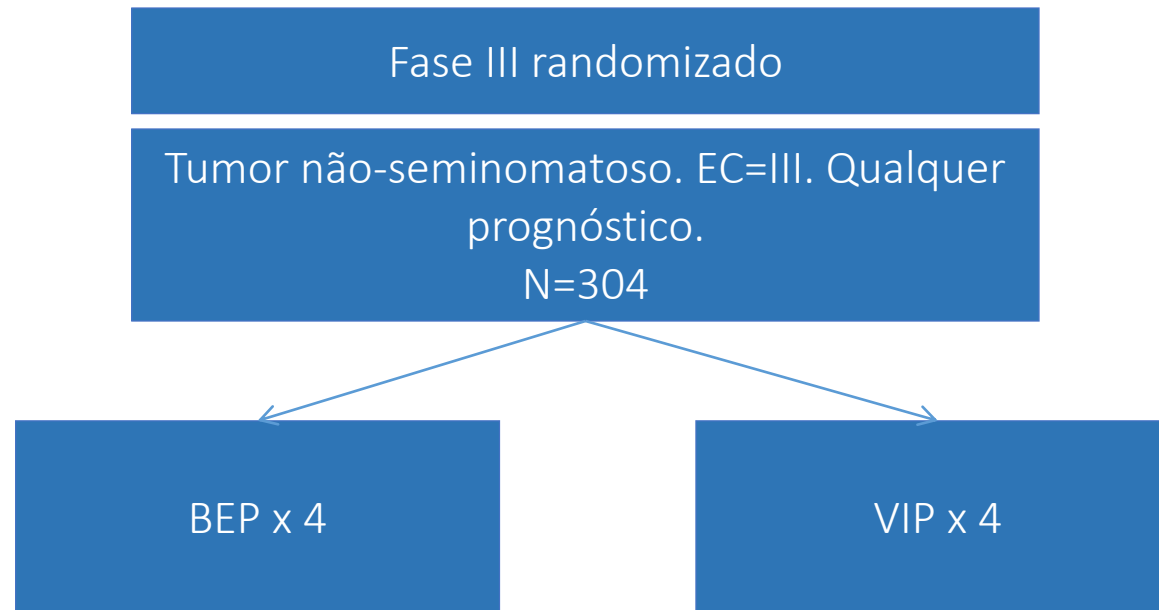 Fase III randomizado
Tumor não-seminomatoso. EC=III. Qualquer
prognóstico.
N=304
BEP x 4
VIP x 4